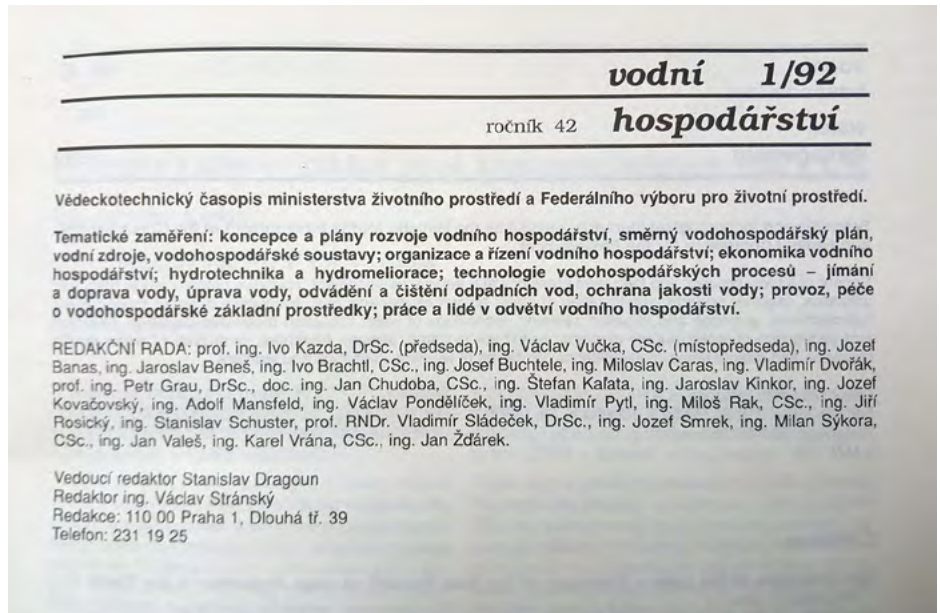 vodní 1/92
ročník 42 hospodářství
Vědeckotechnický časopis ministerstva životního prostředí a Federálního výboru pro životní prostředí.
Tematické zaměření: koncepce a plány rozvoje vodního hospodářství, směrný vodohospodářský plán,
vodní zdroje, vodohospodářské soustavy; organizace a řízení vodního hospodářství; ekonomika vodního
hospodářství; hydrotechnika a hydromeliorace; technologie vodohospodářských procesů – jímání
a doprava vody, úprava vody, odvádění a čištění odpadních vod, ochrana jakosti vody; provoz, péče
o vodohospodářské základní prostředky; práce a lidé v odvětví vodního hospodářství.
REDAKČNÍ RADA: prof. ing. Ivo Kazda, DrSc. (předseda), ing. Václav Vučka, CSc. (místopředseda), ing. Jozef
Banas, ing. Jaroslav Beneš, ing. Ivo Brachtl, CSc., ing. Josef Buchtele, ing. Miloslav Caras, ing. Vladimír Dvořák,
prof. ing. Petr Grau, DrSc., doc. ing. Jan Chudoba, CSc., ing. Štefan Kaľata, ing. Jaroslav Kinkor, ing. Jozef
Kovačovský, ing. Adolf Mansfeld, ing. Václav Pondělíček, ing. Vladimír Pytl, ing. Miloš Rak, CSc., ing. Jiří
Rosický, ing. Stanislav Schuster, prof. RNDr. Vladimír Sládeček, DrSc., ing. Jozef Smrek, ing. Milan Sýkora,
CSc., ing. Jan Valeš, ing. Karel Vrána, CSc., ing. Jan Žďárek.
Vedoucí redaktor Stanislav Dragoun
Redaktor ing. Václav Stránský
Redakce: 110 00 Praha 1, Dlouhá tř. 39
Telefon: 231 19 25